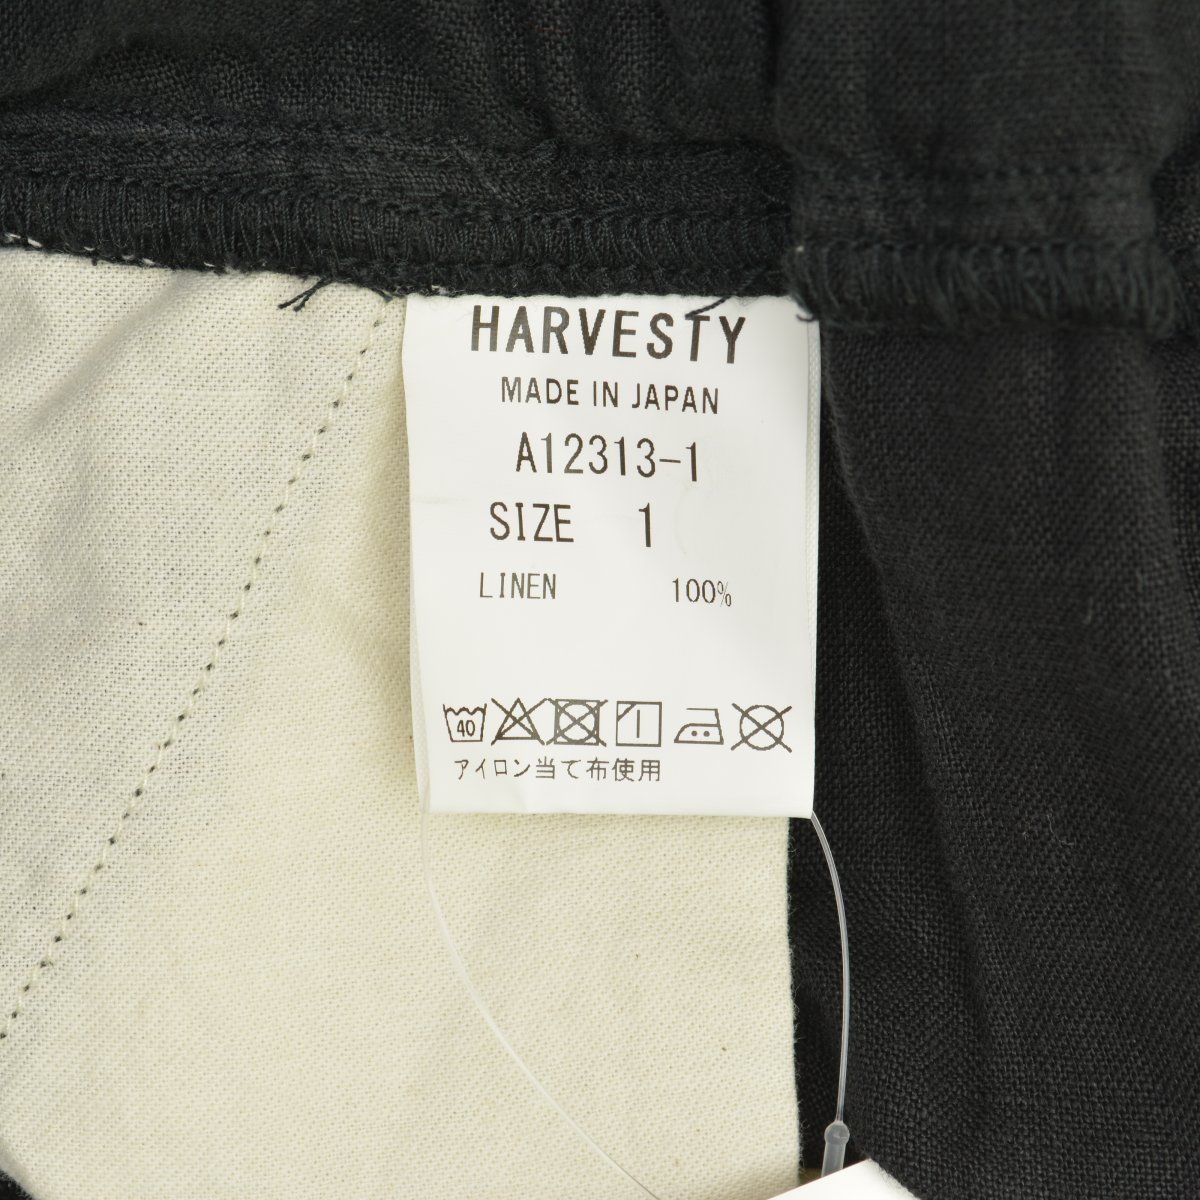 HARVESTY
MADE IN JAPAN
A12313-1
SIZE 1
LINEN 100%
40
アイロン当て布使用